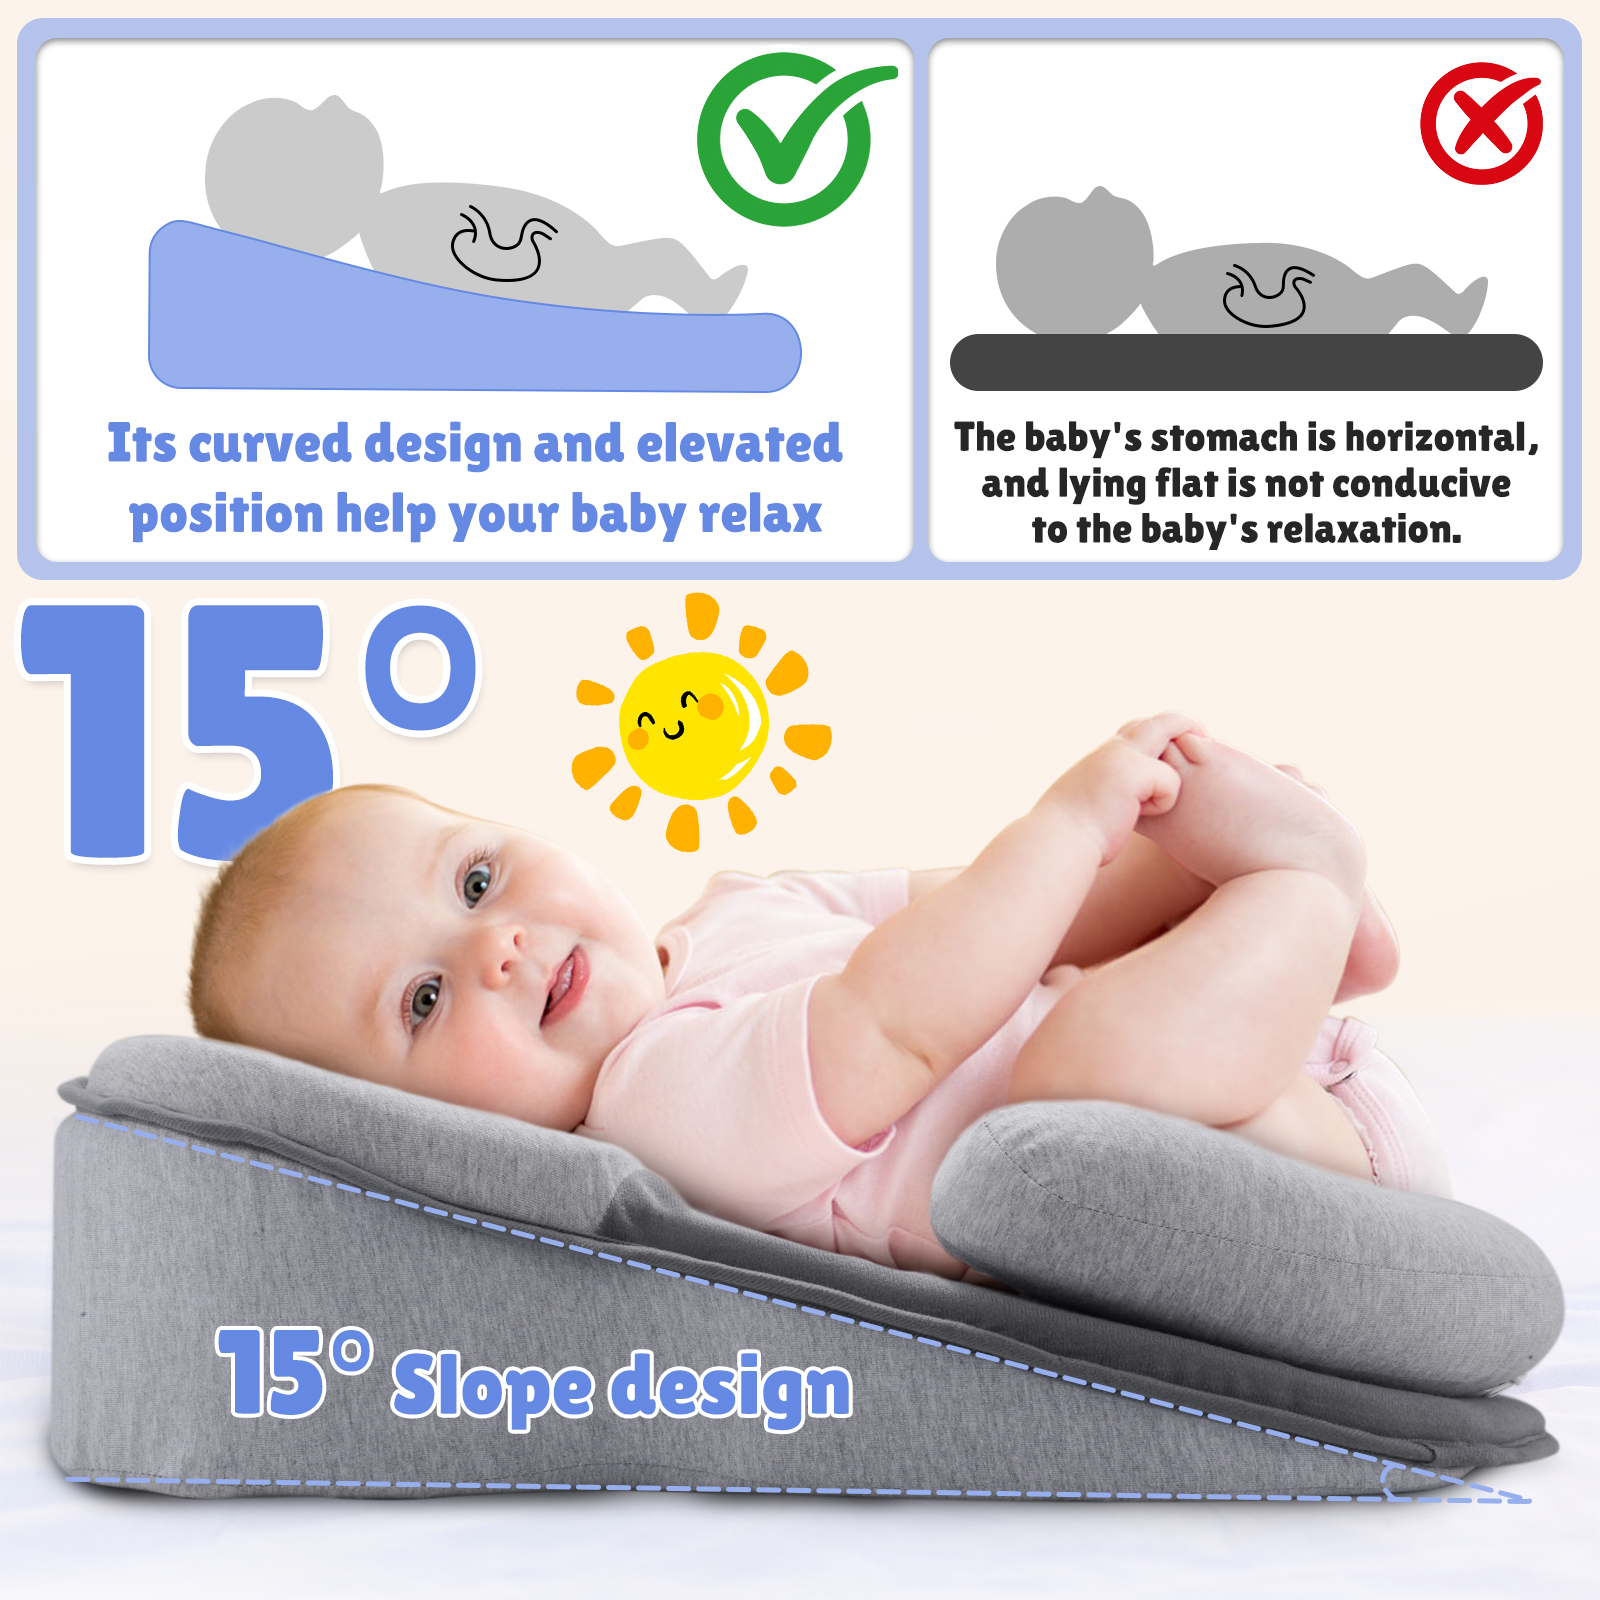 Its curved design and elevated
position help your baby relax
The baby's stomach is horizontal,
and lying flat is not conducive
to the baby's relaxation.
15°
15° Slope design